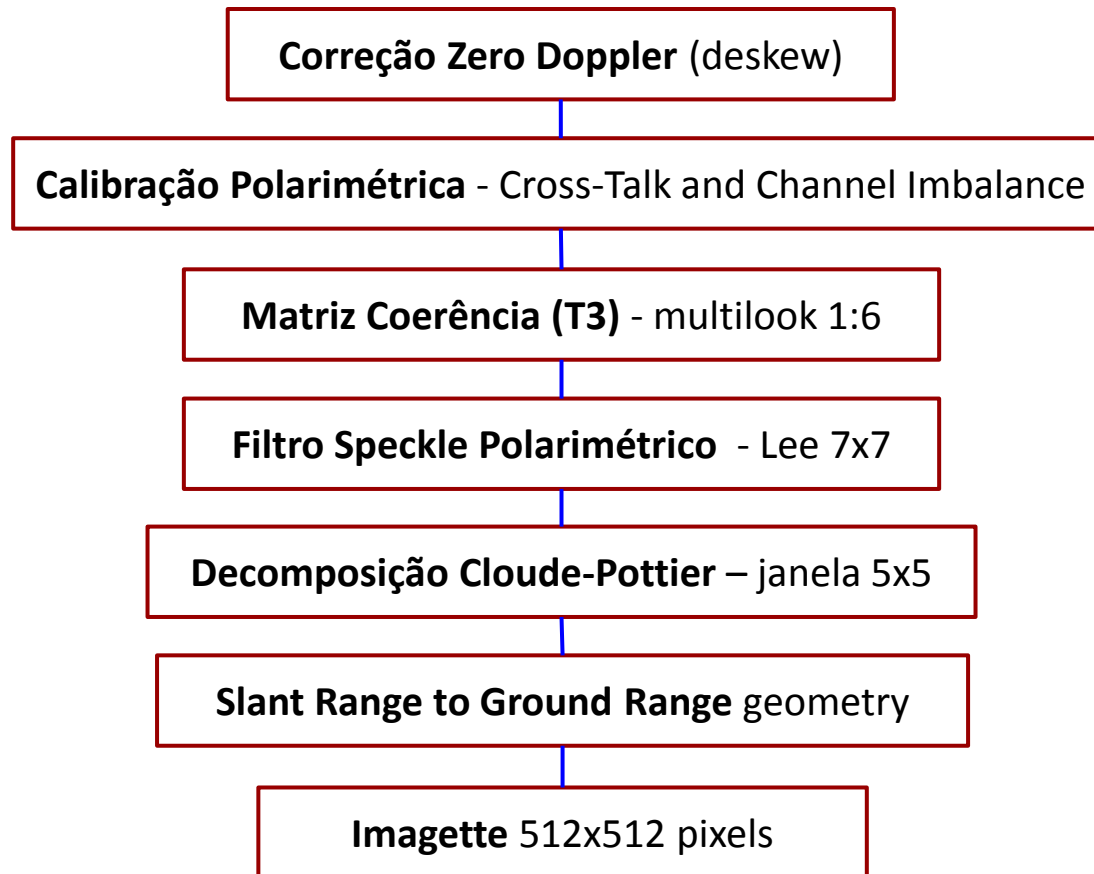 Correção Zero Doppler (deskew)
Calibração Polarimétrica - Cross-Talk and Channel Imbalance
Matriz Coerência (T3) - multilook 1:6
Filtro Speckle Polarimétrico - Lee 7x7
Decomposição Cloude-Pottier – janela 5x5
Slant Range to Ground Range geometry
Imagette 512x512 pixels